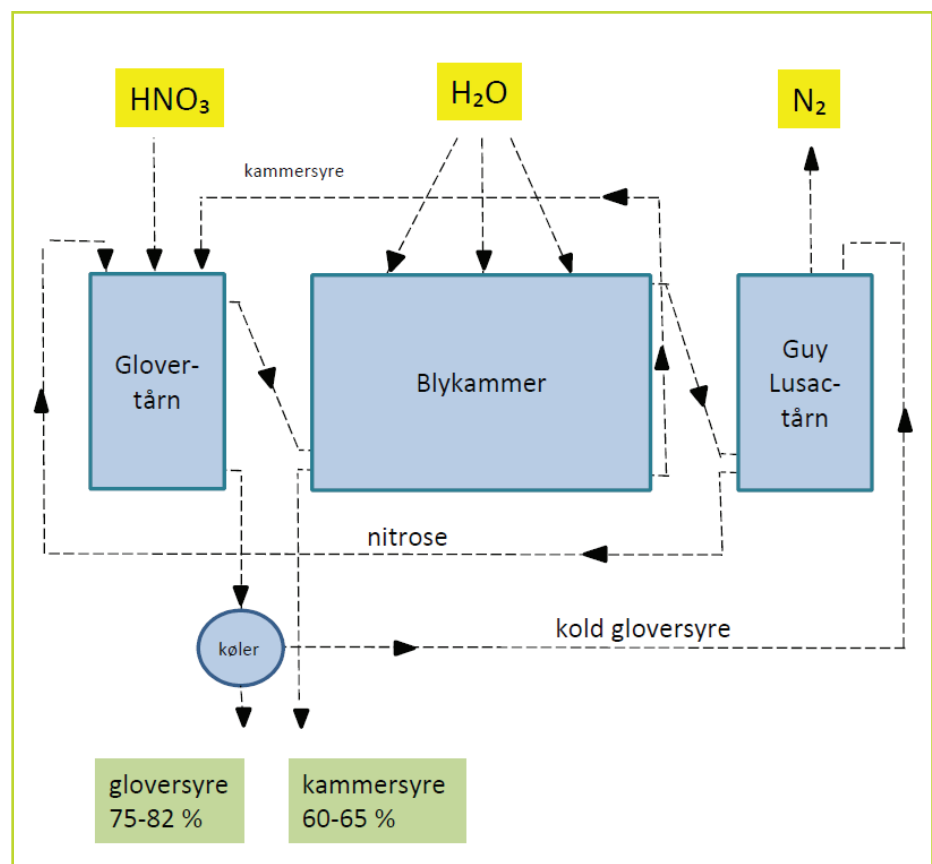 HNO₃
H₂O
N₂
kammersyre
Glover-
tårn
Blykammer
Guy
Lusac-
tårn
nitrose
køler
kold gloversyre
gloversyre
75-82 %
kammersyre
60-65 %